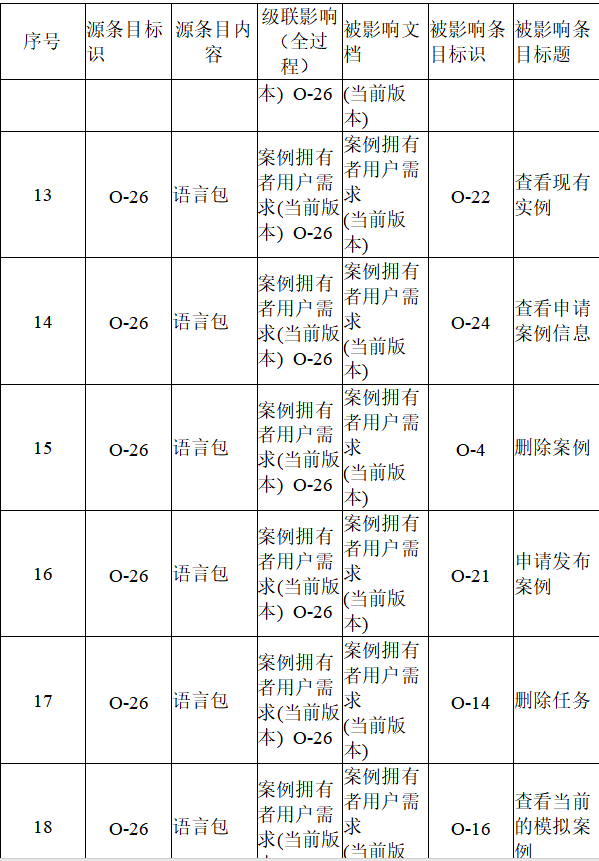 序号
源条目标
识
源条目内
容
级联影响
（全过
程）
被影响文
档
被影响条
目标识
被影响条
目标题
本) O-26
(当前版
本)
13
O-26
语言包
案例拥有
者用户需
求(当前版
本) O-26
案例拥有
者用户需
求
(当前版
本)
O-22
查看现有
实例
14
O-26
语言包
案例拥有
者用户需
求(当前版
本) O-26
案例拥有
者用户需
求
(当前版
本)
O-24
查看申请
案例信息
15
O-26
语言包
案例拥有
者用户需
求(当前版
本) O-26
案例拥有
者用户需
求
(当前版
本)
O-4
删除案例
16
O-26
语言包
案例拥有
者用户需
求(当前版
本) O-26
案例拥有
者用户需
求
(当前版
本)
O-21
申请发布
案例
17
O-26
语言包
案例拥有
者用户需
求(当前版
本) O-26
案例拥有
者用户需
求
(当前版
本)
O-14
删除任务
18
O-26
语言包
案例拥有
者用户需
求(当前版
案例拥有
者用户需
求
(当前版
O-16
查看当前
的模拟案
例